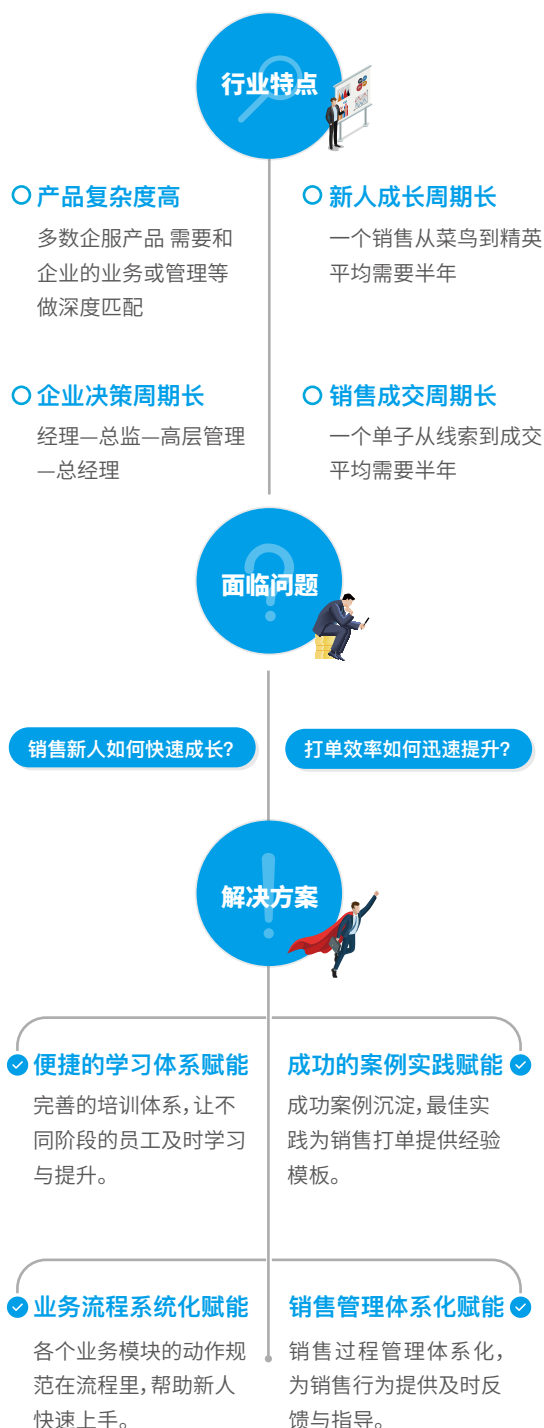 行业特点
产品复杂度高
多数企服产品 需要和
企业的业务或管理等
做深度匹配
新人成长周期长
一个销售从菜鸟到精英
平均需要半年
企业决策周期长
经理—总监—高层管理
—总经理
销售成交周期长
一个单子从线索到成交
平均需要半年
面临问题
销售新人如何快速成长?
打单效率如何迅速提升?
解决方案
便捷的学习体系赋能
完善的培训体系,让不
同阶段的员工及时学习
与提升。
成功的案例实践赋能
成功案例沉淀,最佳实
践为销售打单提供经验
模板。
业务流程系统化赋能
各个业务模块的动作规
范在流程里,帮助新人
快速上手。
销售管理体系化赋能
销售过程管理体系化,
为销售行为提供及时反
馈与指导。